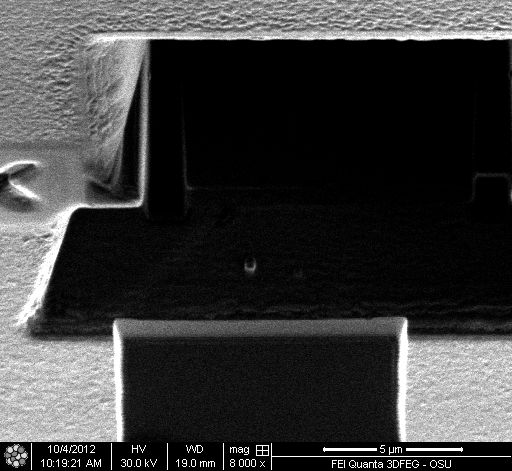 10/4/2012 HV WD mag 5 µm
10:19:21 AM 30.0 kV 19.0 mm 8 000 x FEI Quanta 3DFEG - OSU